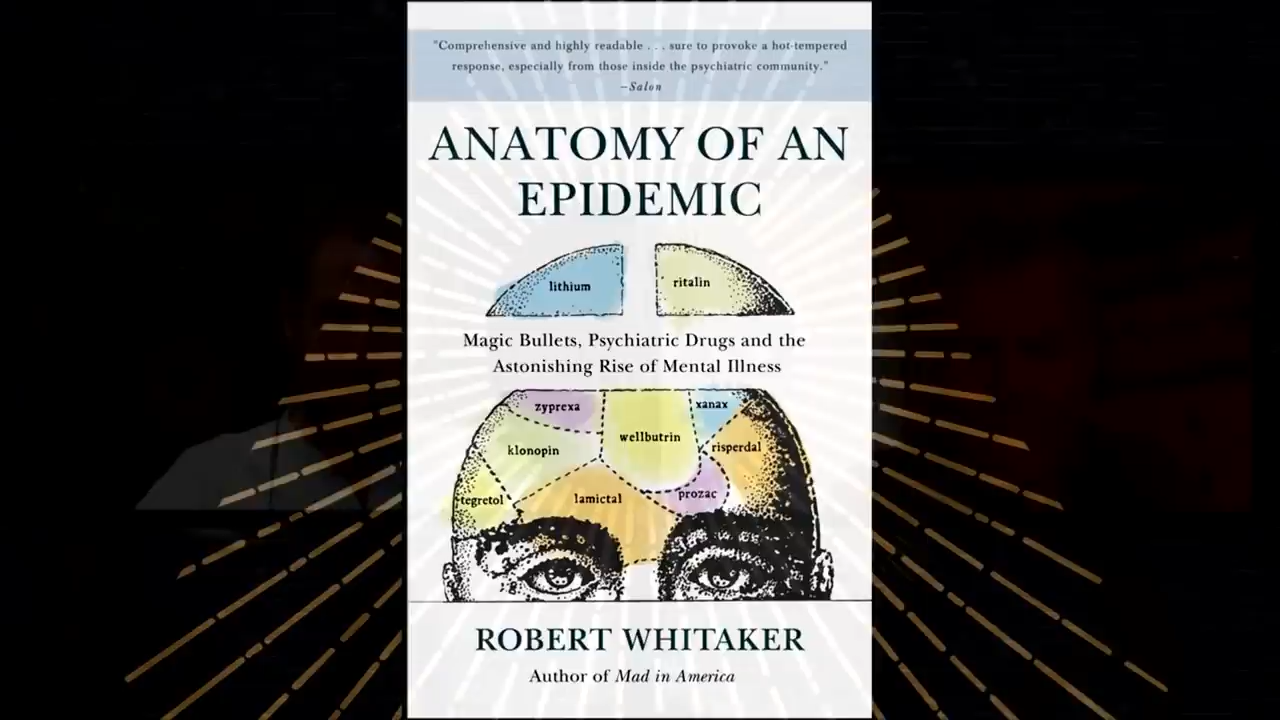 "Comprehensive and highly readable . . . sure to provoke a hot-tempered
response, especially from those inside the psychiatric community."
–Salon
ANATOMY OF AN
EPIDEMIC
lithium
ritalin
Magic Bullets, Psychiatric Drugs and the
Astonishing Rise of Mental Illness
zyprexa
xanax
wellbutrin
klonopin
risperdal
tegretol
lamictal
prozac
ROBERT WHITAKER
Author of Mad in America